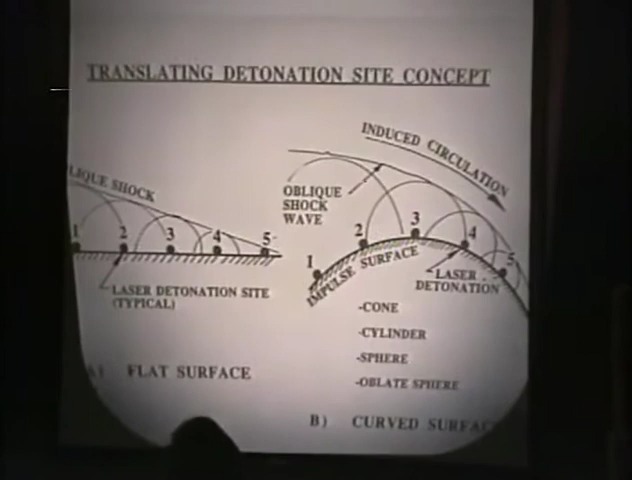 TRANSLATING DETONATION SITE CONCEPT
LIQUE SHOCK
1 2 3 4 5
LASER DETONATION SITE
(TYPICAL)
A) FLAT SURFACE
INDUCED CIRCULATION
OBLIQUE
SHOCK
WAVE
1 2 3 4 5
IMPULSE SURFACE
LASER
DETONATION
-CONE
-CYLINDER
-SPHERE
-OBLATE SPHERE
B) CURVED SURFAC